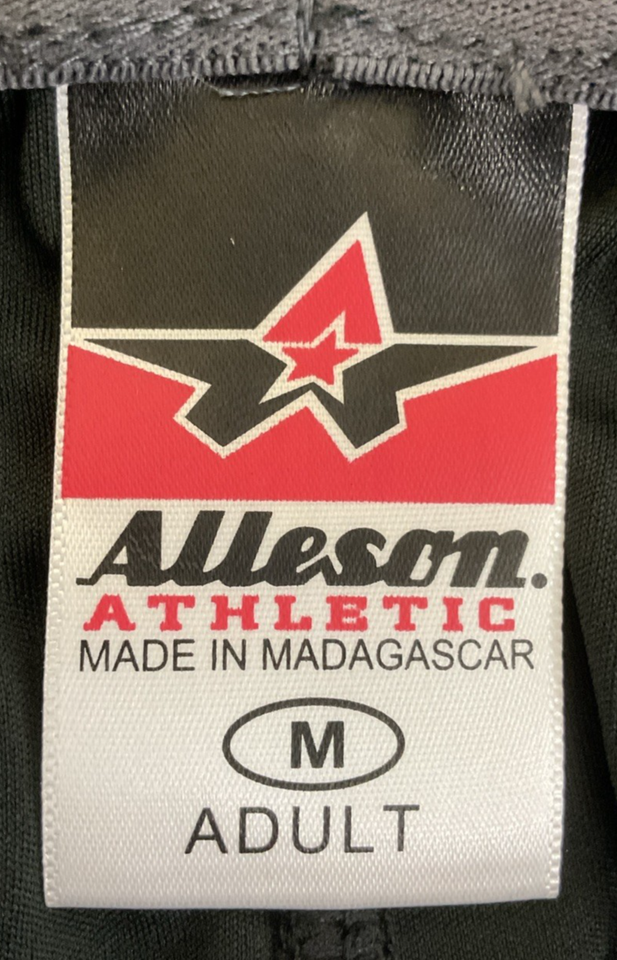 Alleson.
ATHLETIC
MADE IN MADAGASCAR
M
ADULT